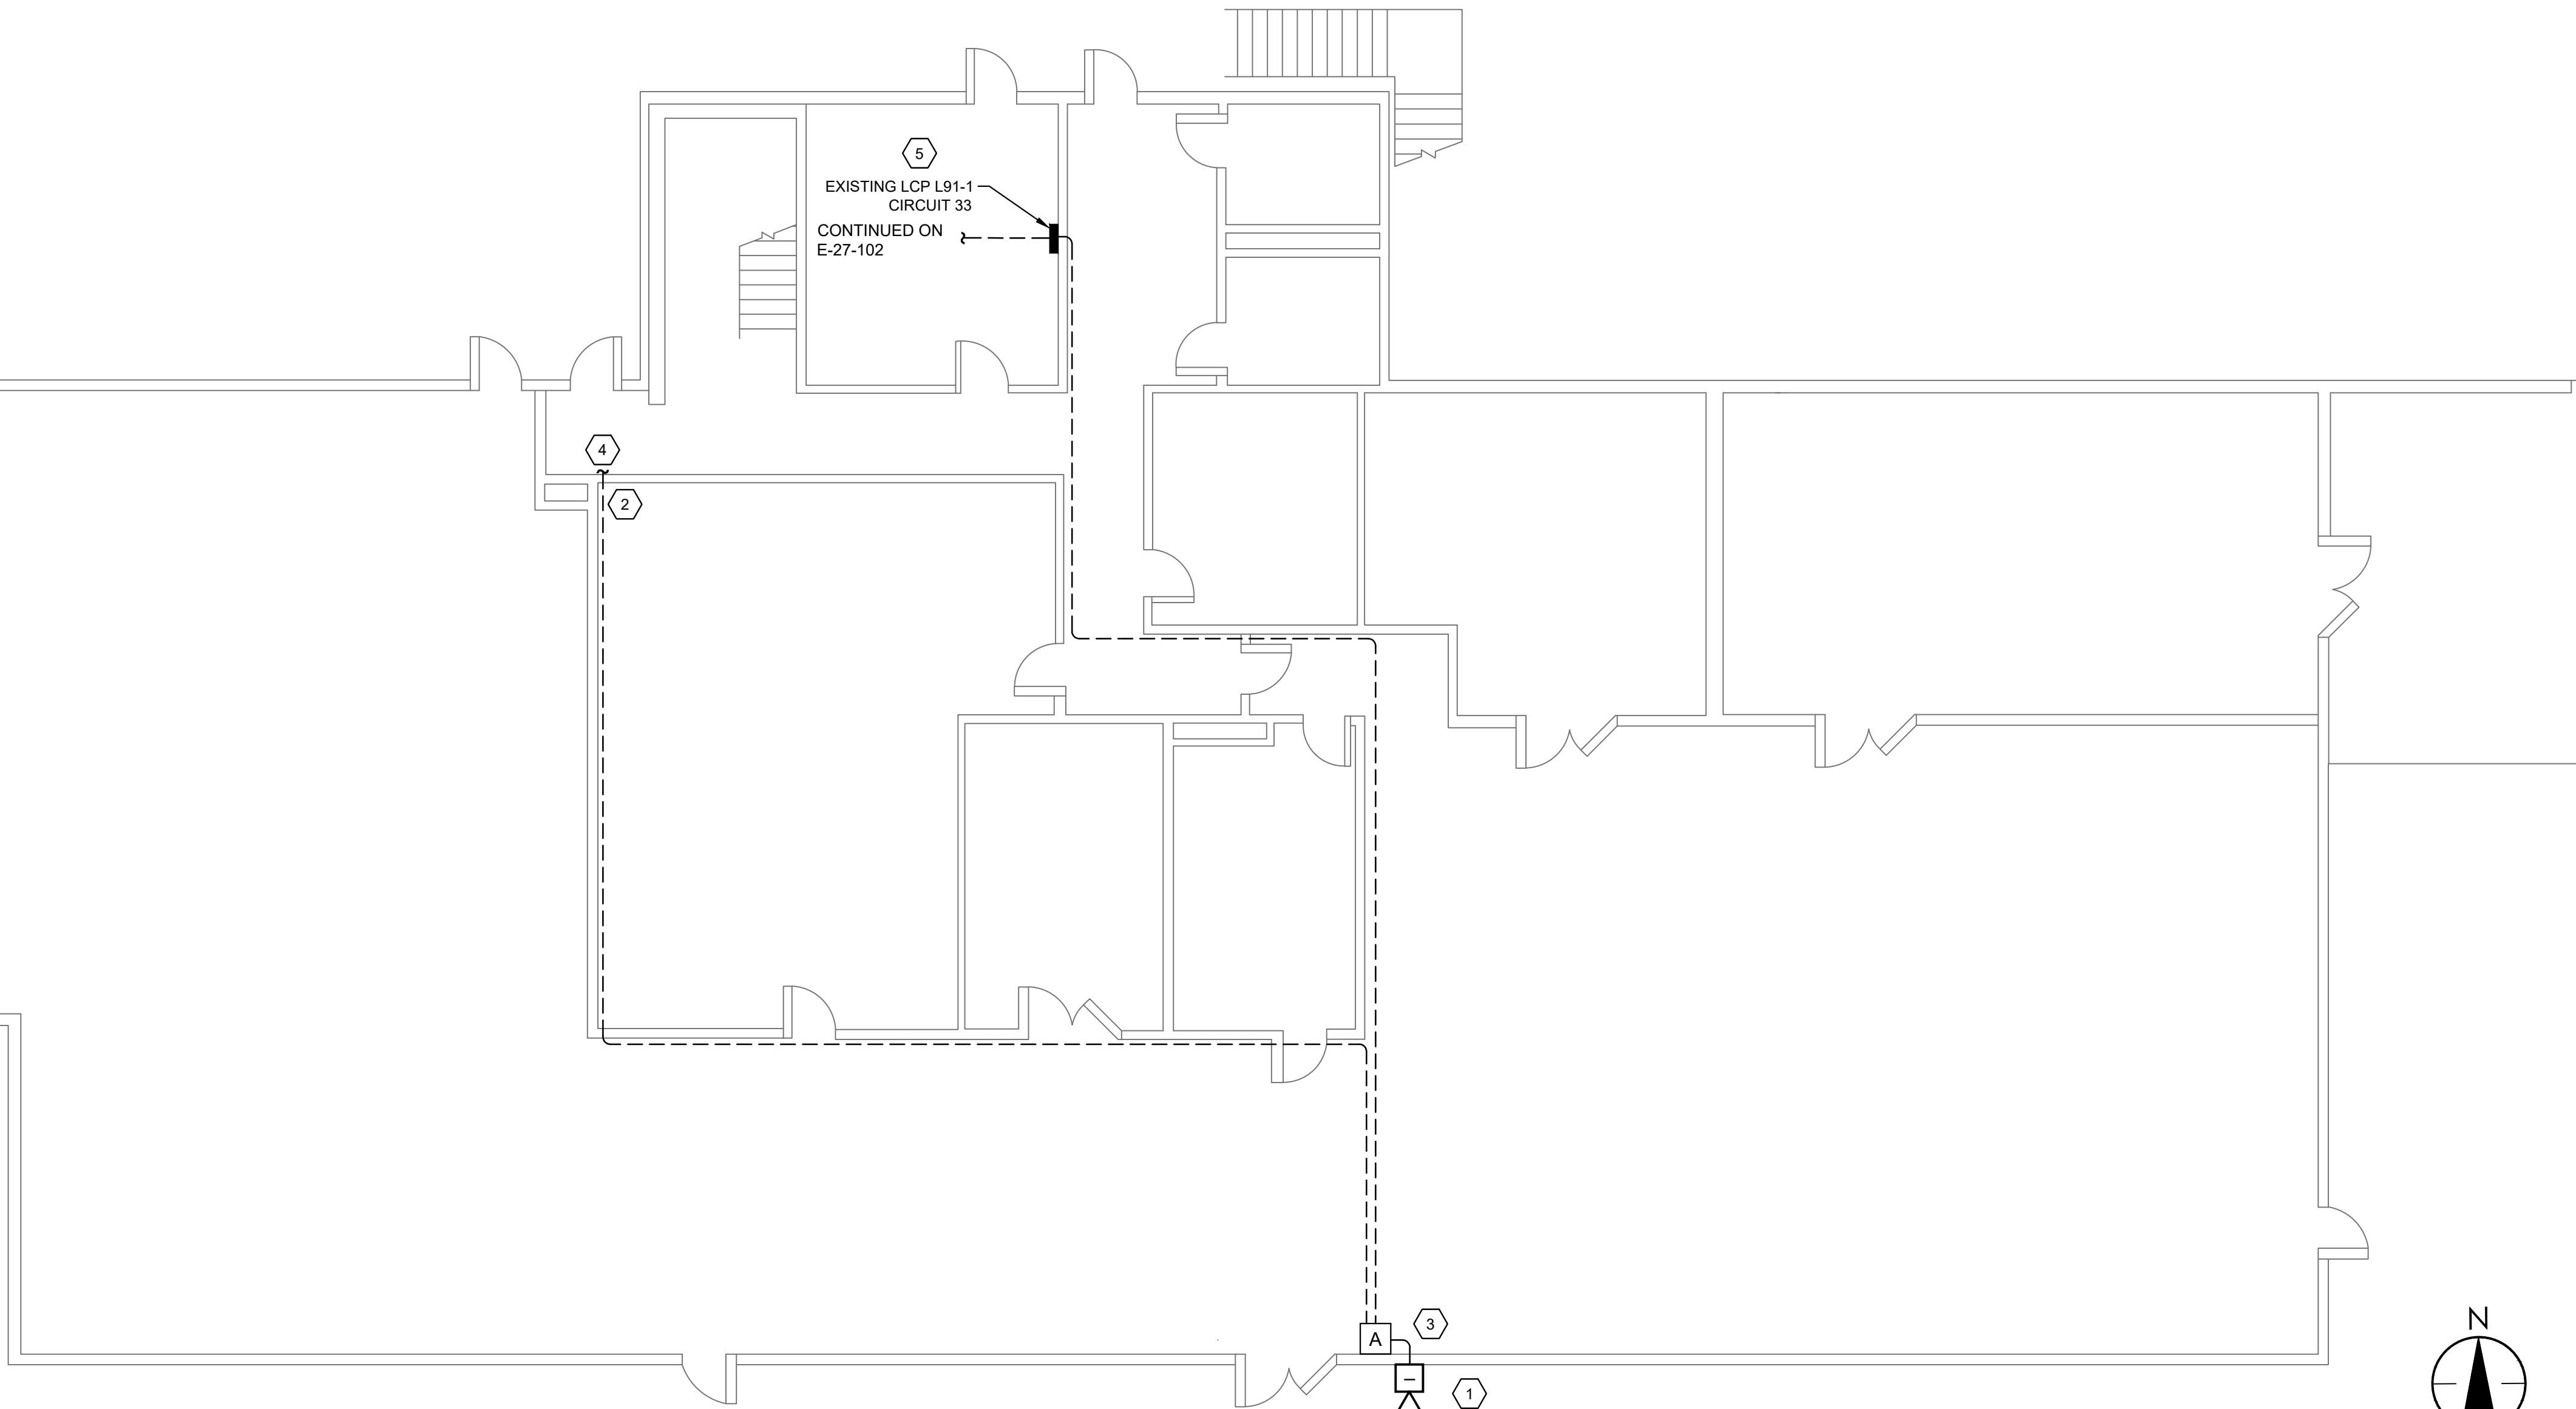 5
EXISTING LCP L91-1
CIRCUIT 33
CONTINUED ON
E-27-102
4
2
3
A
1
N